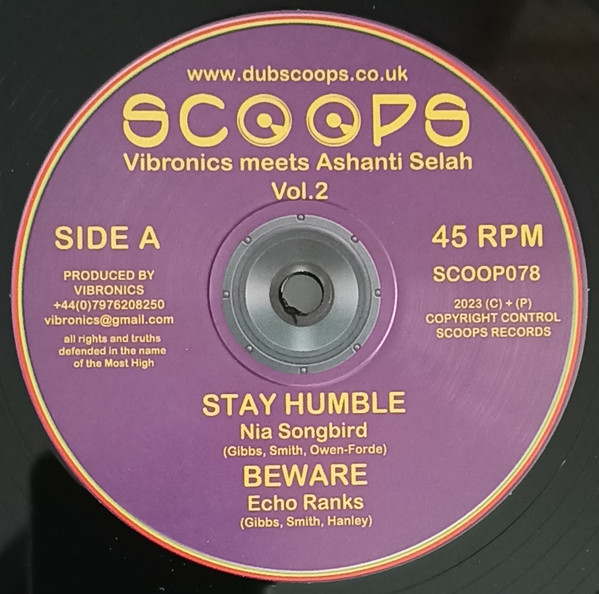 www.dubscoops.co.uk
SCOOPS
Vibronics meets Ashanti Selah
Vol.2
SIDE A
45 RPM
PRODUCED BY
VIBRONICS
+44(0)7976208250
vibronics@gmail.com
all rights and truths
defended in the name
of the Most High
SCOOP078
2023 (C) + (P)
COPYRIGHT CONTROL
SCOOPS RECORDS
STAY HUMBLE
Nia Songbird
(Gibbs, Smith, Owen-Forde)
BEWARE
Echo Ranks
(Gibbs, Smith, Hanley)